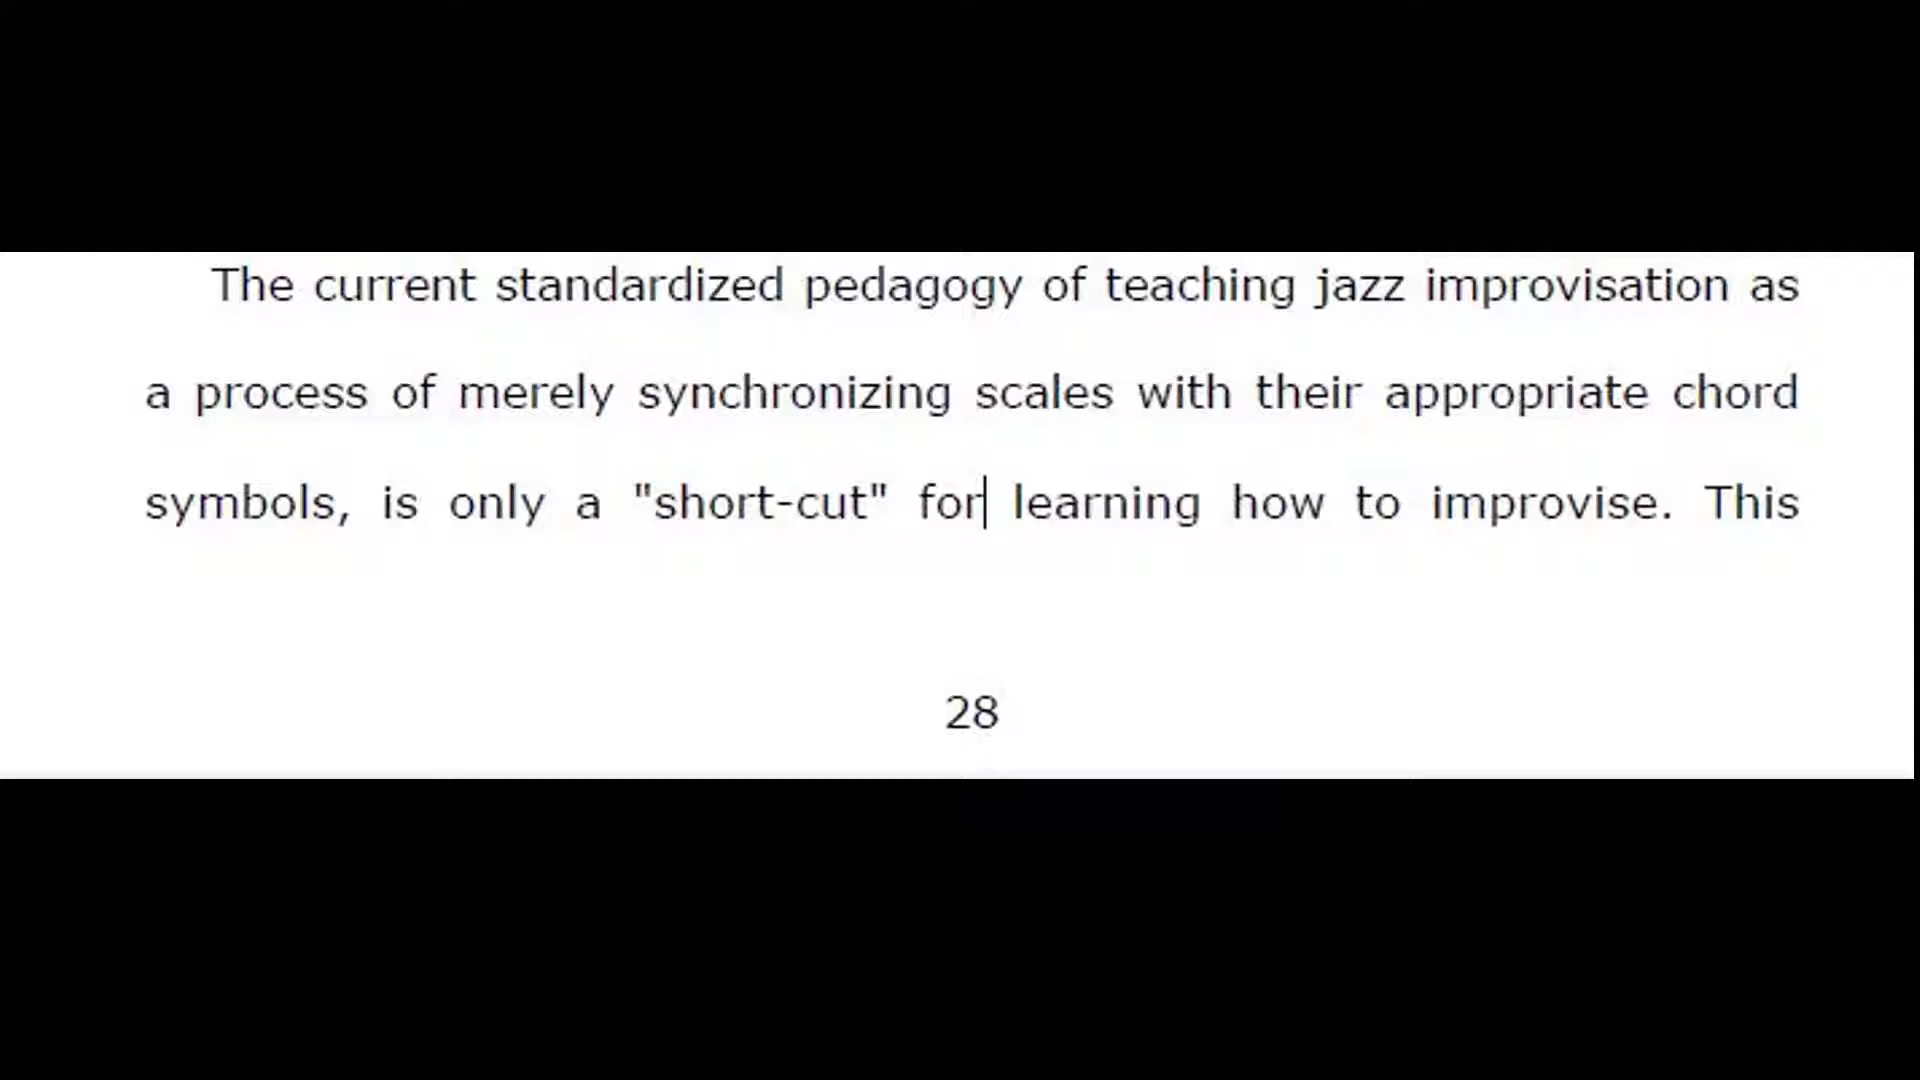 The current standardized pedagogy of teaching jazz improvisation as
a process of merely synchronizing scales with their appropriate chord
symbols, is only a "short-cut" for learning how to improvise. This
28